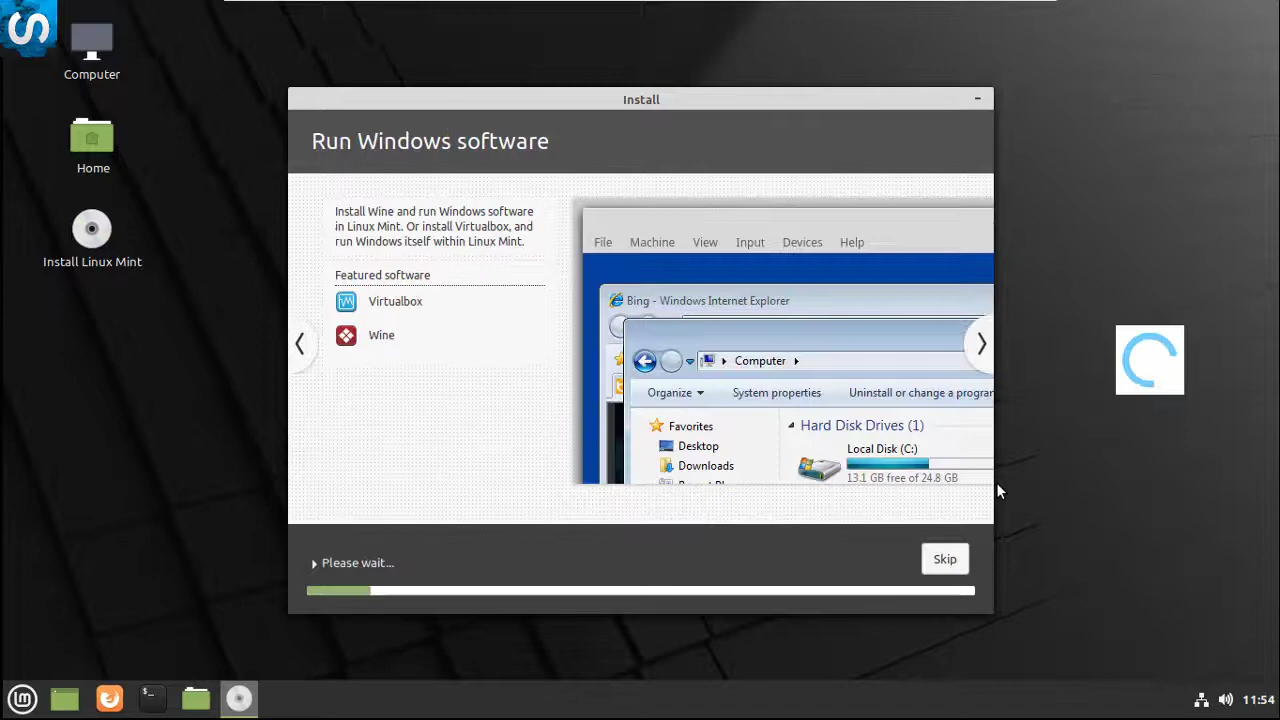 Computer
Home
Install Linux Mint
Install
Run Windows software
Install Wine and run Windows software
in Linux Mint. Or install Virtualbox, and
run Windows itself within Linux Mint.
Featured software
Virtualbox
Wine
File Machine View Input Devices Help
Bing - Windows Internet Explorer
Computer
Organize System properties Uninstall or change a program
Favorites
Desktop
Downloads
Hard Disk Drives (1)
Local Disk (C:)
13.1 GB free of 24.8 GB
Please wait...
Skip
11:54